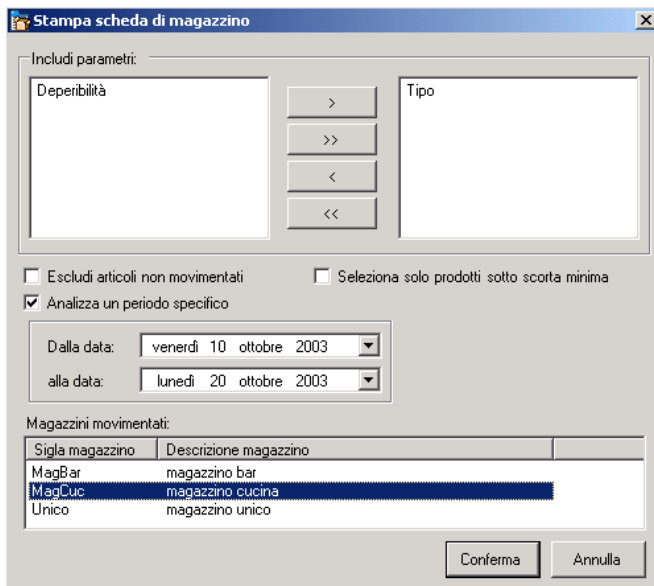 Stampa scheda di magazzino
Includi parametri:
Deperibilità
>
>>
<
<<
Tipo
Escludi articoli non movimentati
Seleziona solo prodotti sotto scorta minima
Analizza un periodo specifico
Dalla data: venerdì 10 ottobre 2003
alla data: lunedì 20 ottobre 2003
Magazzini movimentati:
Sigla magazzino Descrizione magazzino
MagBar magazzino bar
MagCuc magazzino cucina
Unico magazzino unico
Conferma Annulla